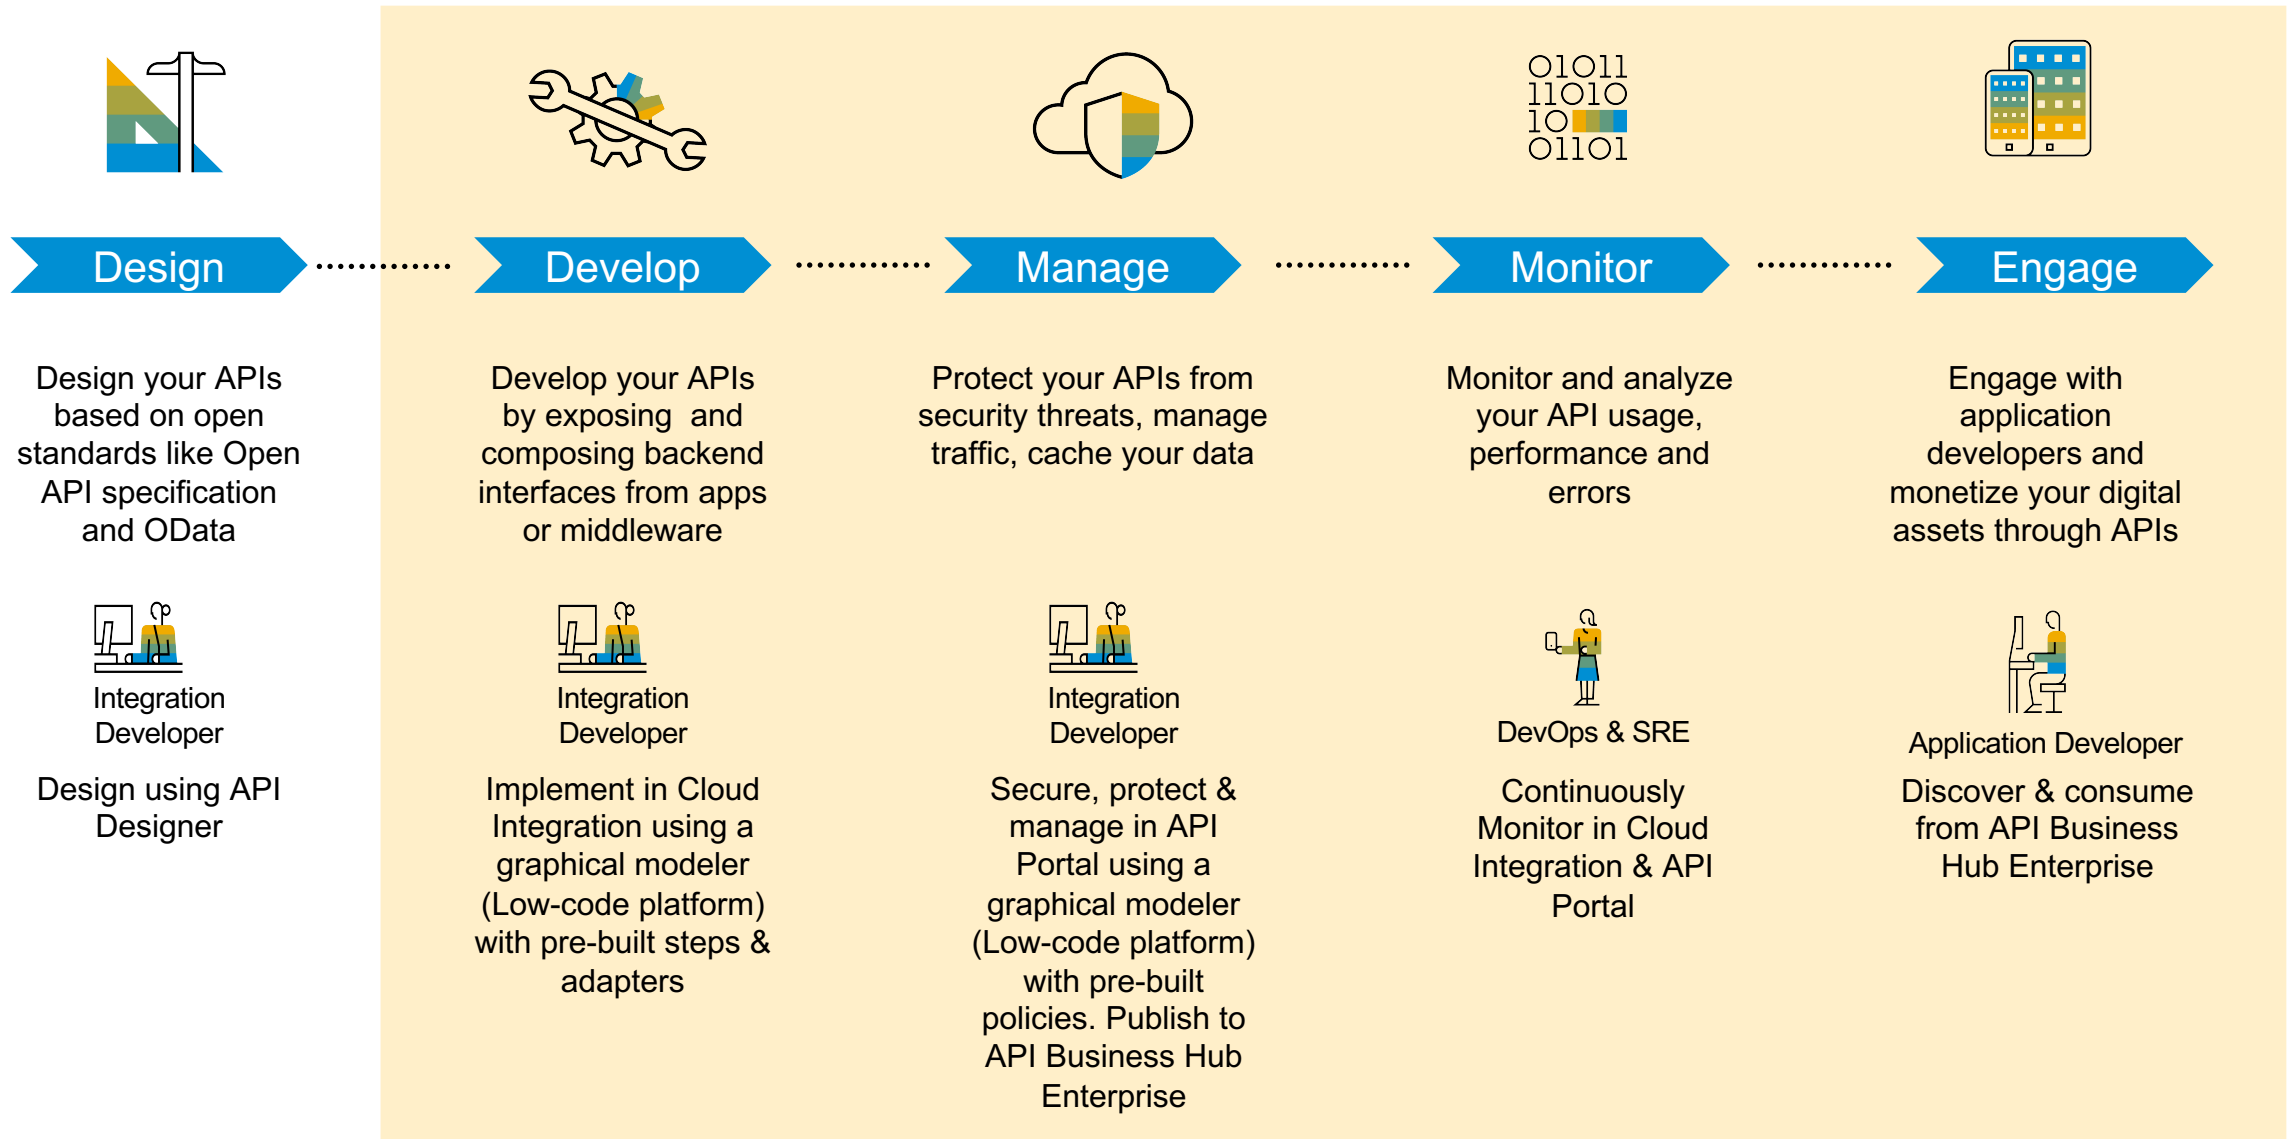 01011
11010
10
01101
Design
Develop
Manage
Monitor
Engage
Design your APIs
based on open
standards like Open
API specification
and OData
Develop your APIs
by exposing and
composing backend
interfaces from apps
or middleware
Protect your APIs from
security threats, manage
traffic, cache your data
Monitor and analyze
your API usage,
performance and
errors
Engage with
application
developers and
monetize your digital
assets through APIs
Integration
Developer
Integration
Developer
Integration
Developer
DevOps & SRE
Application Developer
Design using API
Designer
Implement in Cloud
Integration using a
graphical modeler
(Low-code platform)
with pre-built steps &
adapters
Secure, protect &
manage in API
Portal using a
graphical modeler
(Low-code platform)
with pre-built
policies. Publish to
API Business Hub
Enterprise
Continuously
Monitor in Cloud
Integration & API
Portal
Discover & consume
from API Business
Hub Enterprise